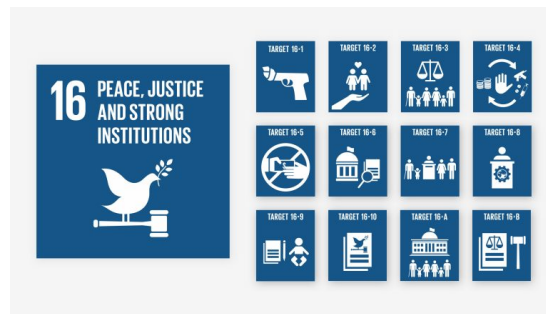 16 PEACE, JUSTICE
AND STRONG
INSTITUTIONS
TARGET 16·1
TARGET 16·2
TARGET 16·3
TARGET 16·4
TARGET 16·5
TARGET 16·6
TARGET 16·7
TARGET 16·8
TARGET 16·9
TARGET 16·10
TARGET 16·A
TARGET 16·B